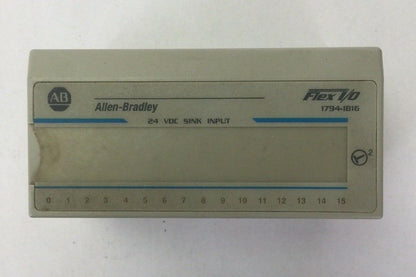 AB
Allen-Bradley
Flex I/O
1794-IB16
24 VDC SINK INPUT
2
0 1 2 3 4 5 6 7 8 9 10 11 12 13 14 15